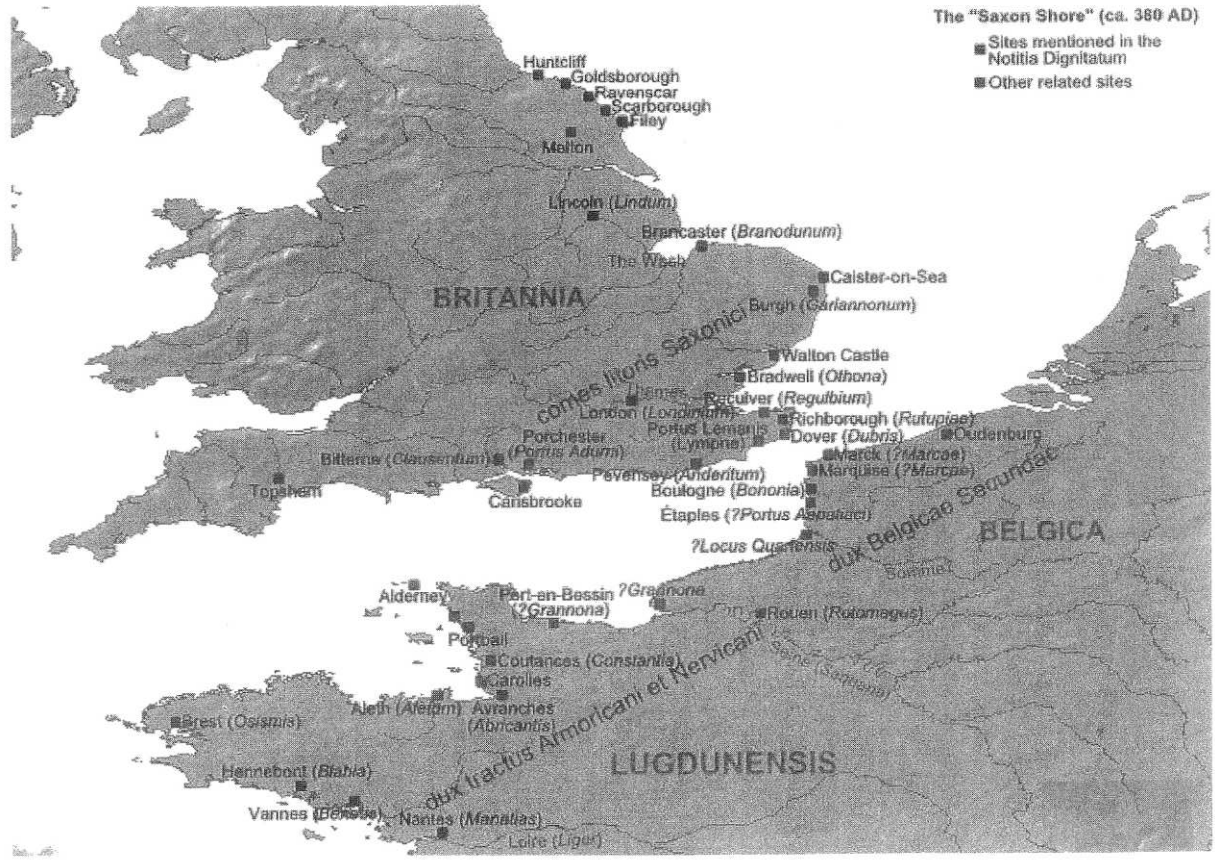 The "Saxon Shore" (ca. 380 AD)
Sites mentioned in the
Notitia Dignitatum
Other related sites
Huntcliff
Goldsborough
Ravenscar
Scarborough
Filey
Malton
Lincoln (Lindum)
Brancaster (Branodunum)
The Wash
Caister-on-Sea
BRITANNIA
Burgh (Gariannonum)
comes litoris Saxonici
Walton Castle
Bradwell (Othona)
Thames
Reculver (Regulbium)
London (Londinium)
Richborough (Rutupiae)
Portus Lemanis
(Lympne)
Dover (Dubris)
Oudenburg
Porchester
(Portus Adurni)
Bitterne (Clausentum)
Marck (?Marcae)
Marquise (?Marcae)
Pevensey (Anderitum)
Topsham
Carisbrooke
Boulogne (Bononia)
Étaples (?Portus Aepatiaci)
dux Belgicae Secundae
BELGICA
?Locus Quartensis
Somme
Alderney
Port-en-Bessin
(?Grannona)
?Grannona
Rouen (Rotomagus)
Portbail
Seine (Sequana)
Coutances (Constantia)
Carolles
Aleth (Aletum)
Avranches
(Abricantis)
dux tractus Armoricani et Nervicani
Brest (Osismis)
LUGDUNENSIS
Hennebont (Blabia)
Vannes (Benetis)
Nantes (Manatias)
Loire (Liger)